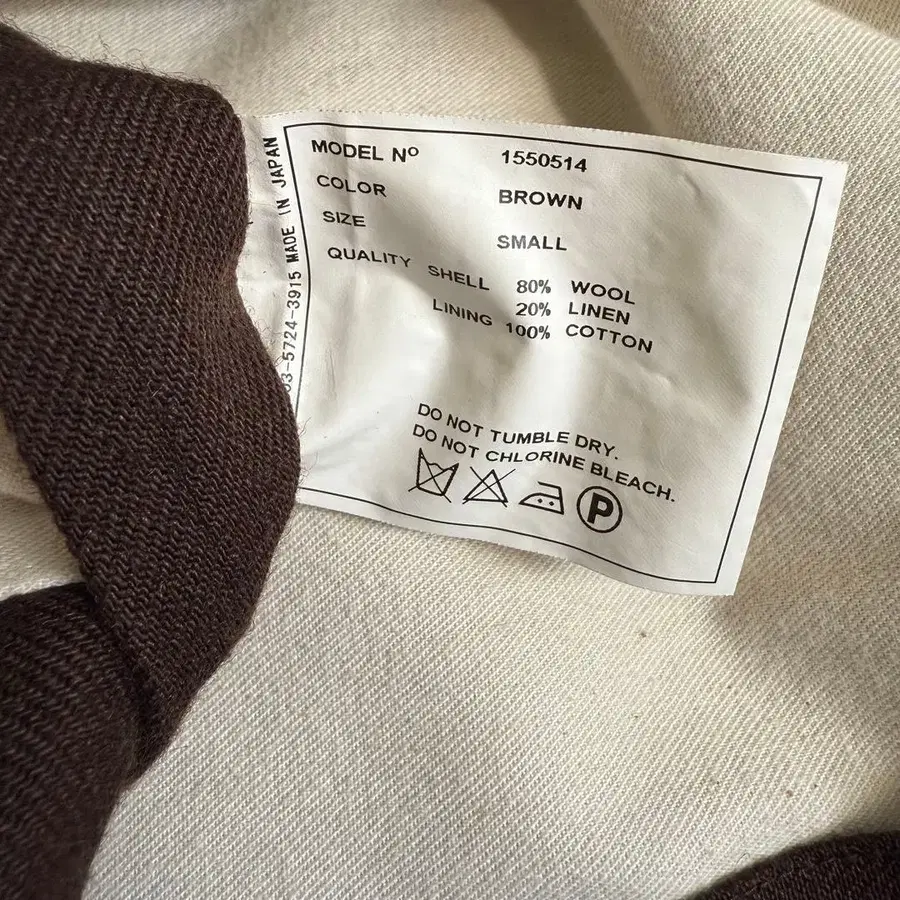 MODEL Nº 1550514
COLOR BROWN
SIZE SMALL
QUALITY SHELL 80% WOOL
20% LINEN
LINING 100% COTTON
DO NOT TUMBLE DRY.
DO NOT CHLORINE BLEACH.
P
3-5724-3915 MADE IN JAPAN